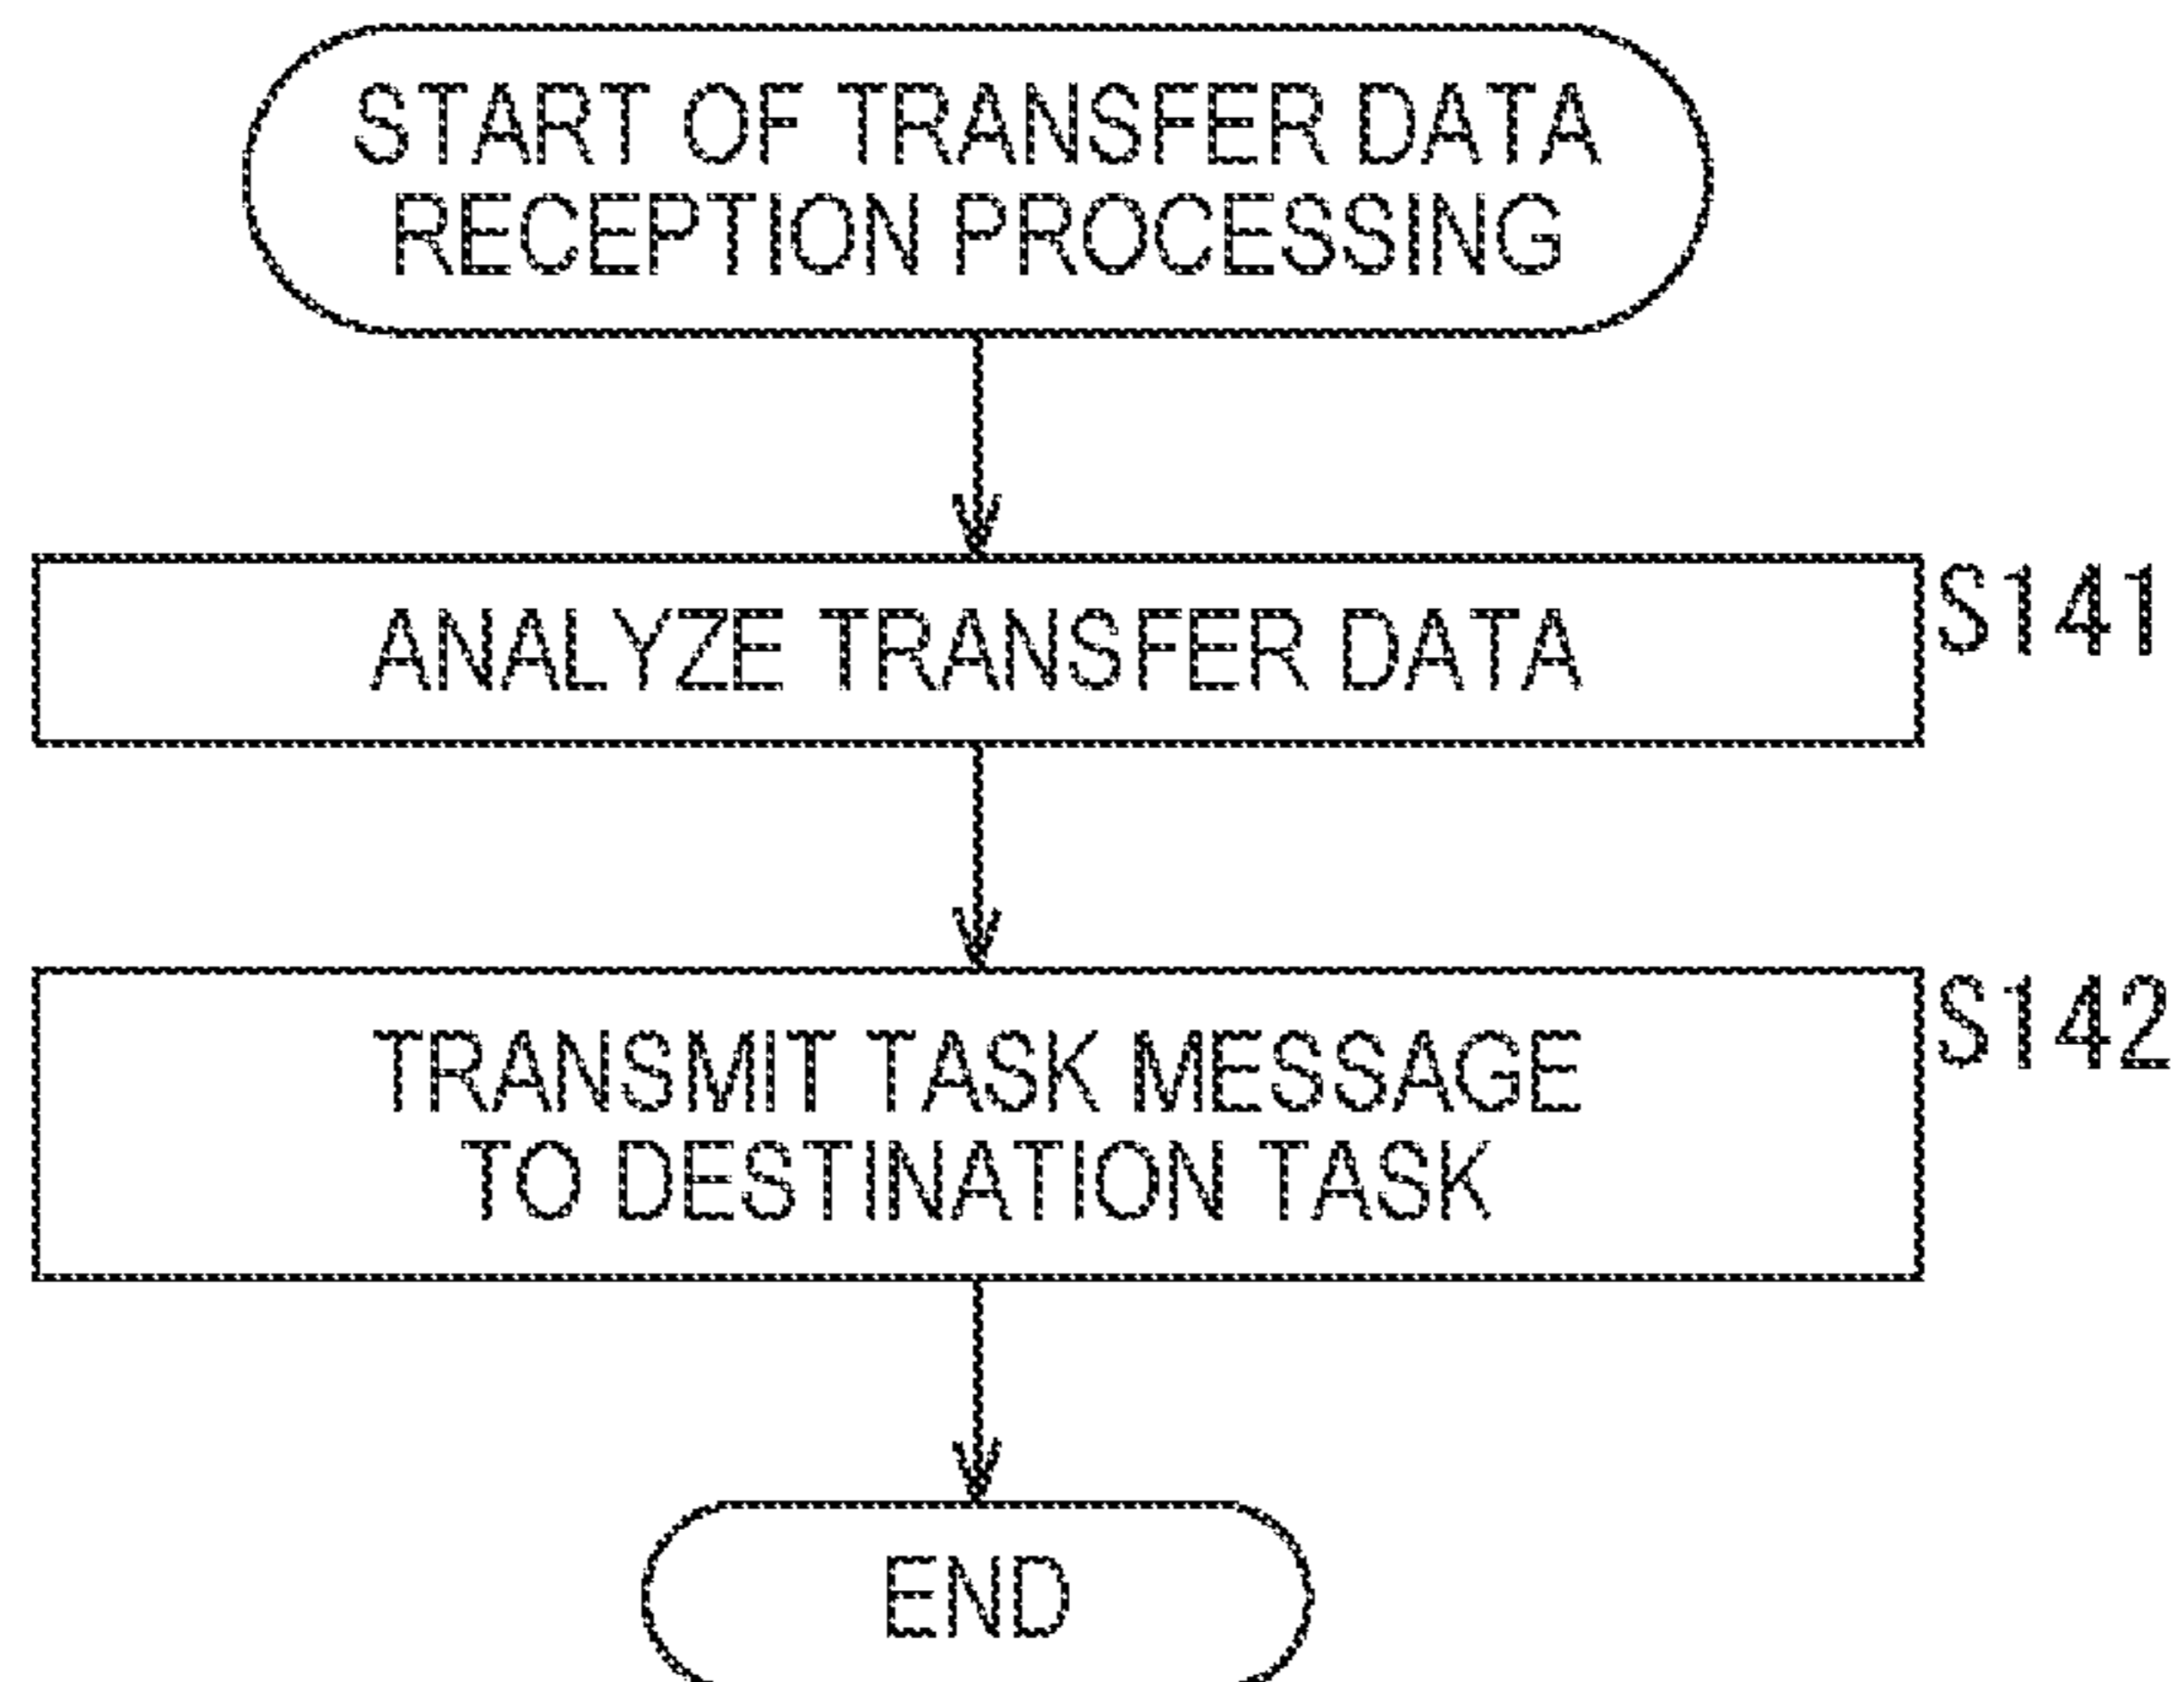 START OF TRANSFER DATA
RECEPTION PROCESSING
ANALYZE TRANSFER DATA
S141
TRANSMIT TASK MESSAGE
TO DESTINATION TASK
S142
END